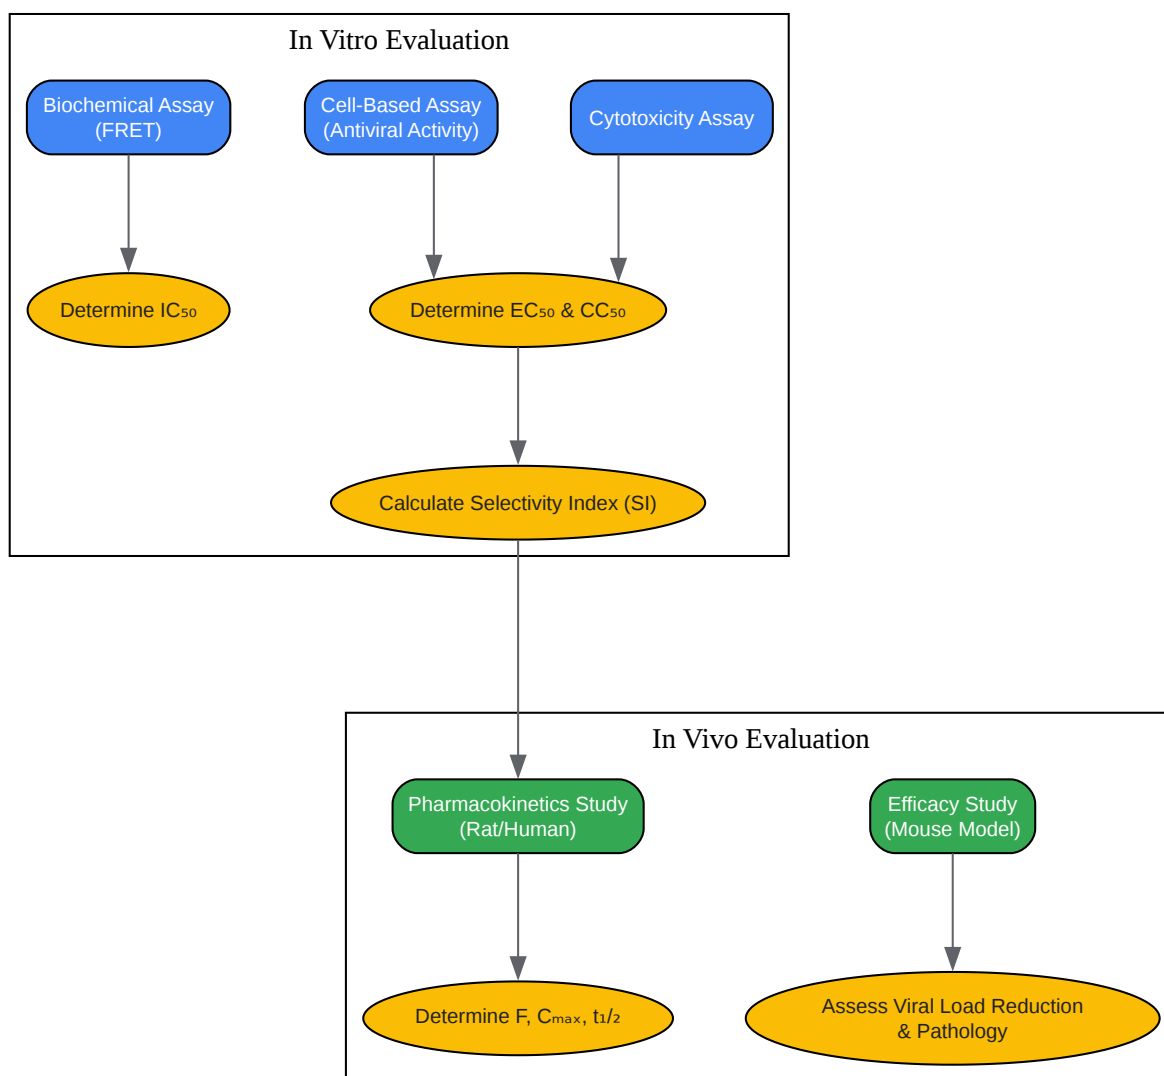 In Vitro Evaluation
Biochemical Assay
(FRET)
Cell-Based Assay
(Antiviral Activity)
Cytotoxicity Assay
Determine IC₅₀
Determine EC₅₀ & CC₅₀
Calculate Selectivity Index (SI)
In Vivo Evaluation
Pharmacokinetics Study
(Rat/Human)
Efficacy Study
(Mouse Model)
Determine F, Cₘₐₓ, t₁/₂
Assess Viral Load Reduction
& Pathology